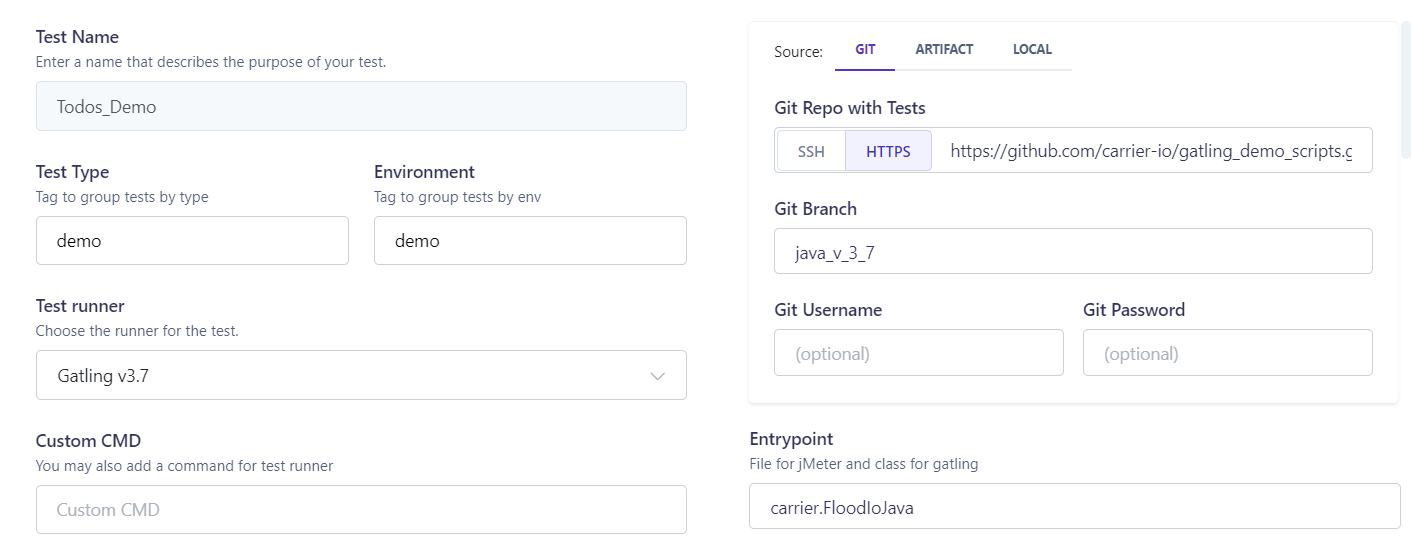 Test Name
Enter a name that describes the purpose of your test.
Todos_Demo
Test Type
Tag to group tests by type
demo
Environment
Tag to group tests by env
demo
Test runner
Choose the runner for the test.
Gatling v3.7
Custom CMD
You may also add a command for test runner
Custom CMD
Source: GIT ARTIFACT LOCAL
Git Repo with Tests
SSH HTTPS https://github.com/carrier-io/gatling_demo_scripts.g
Git Branch
java_v_3_7
Git Username
(optional)
Git Password
(optional)
Entrypoint
File for jMeter and class for gatling
carrier.FloodIoJava